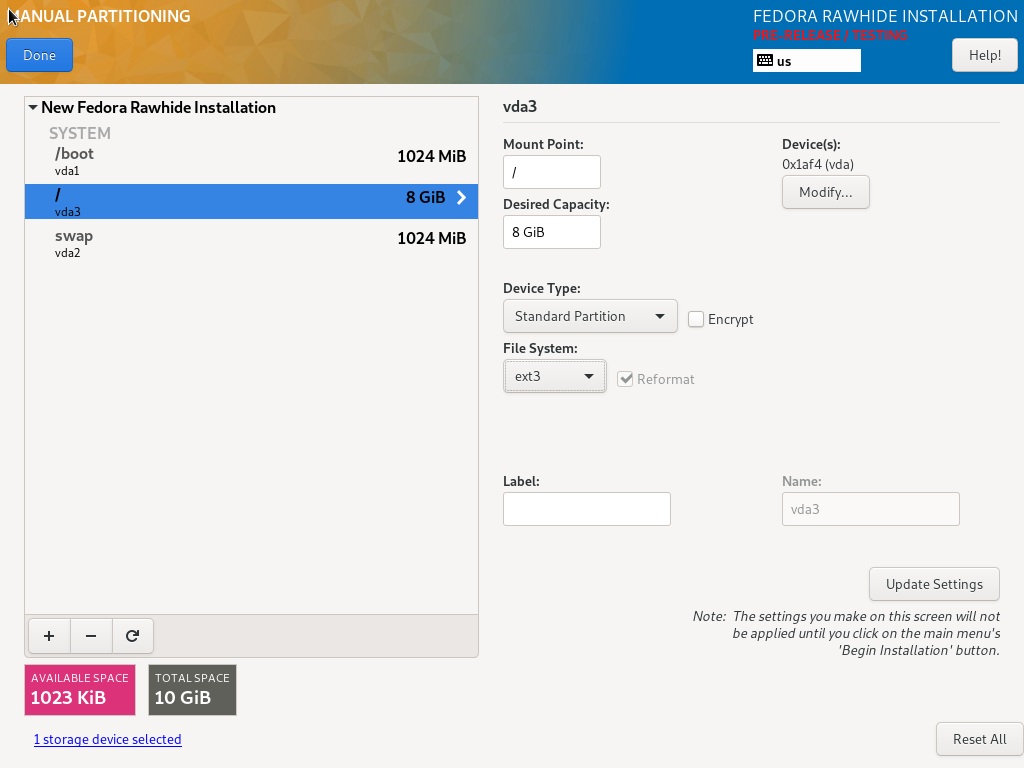 MANUAL PARTITIONING
FEDORA RAWHIDE INSTALLATION
PRE-RELEASE / TESTING
Done
us
Help!
New Fedora Rawhide Installation
SYSTEM
/boot
1024 MiB
vda1
/
8 GiB
vda3
swap
1024 MiB
vda2
vda3
Mount Point:
/
Desired Capacity:
8 GiB
Device(s):
0x1af4 (vda)
Modify...
Device Type:
Standard Partition
Encrypt
File System:
ext3
Reformat
Label:
Name:
vda3
Update Settings
Note: The settings you make on this screen will not
be applied until you click on the main menu's
'Begin Installation' button.
AVAILABLE SPACE
1023 KiB
TOTAL SPACE
10 GiB
1 storage device selected
Reset All